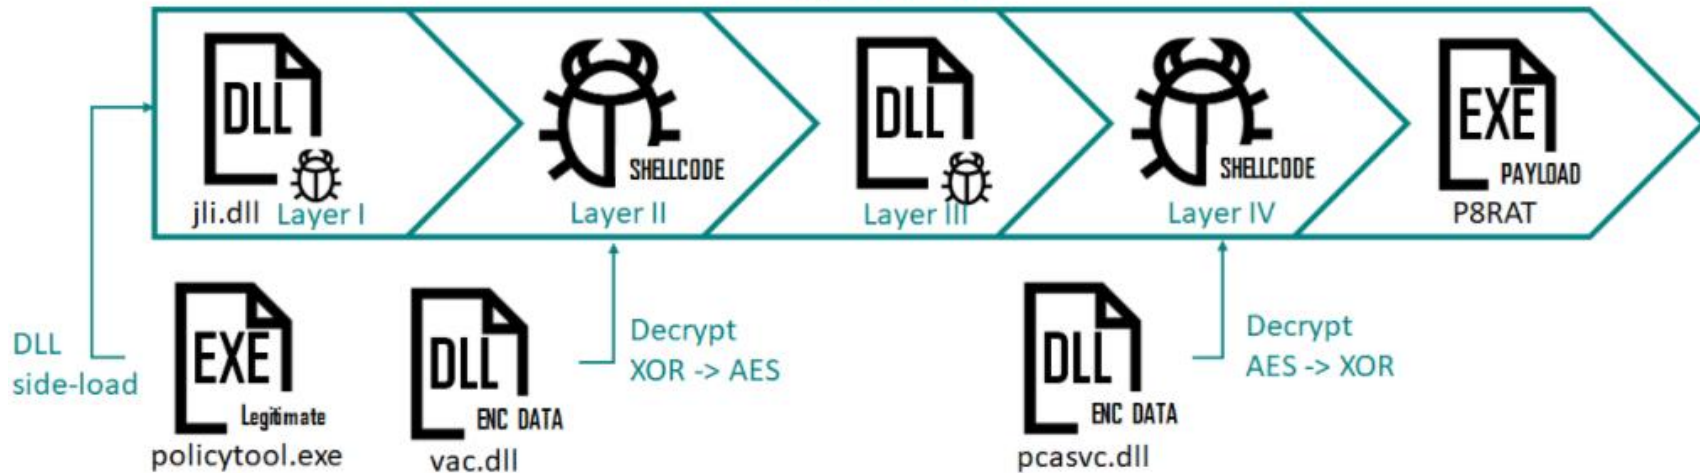 DLL
jli.dll Layer I
SHELLCODE
Layer II
DLL
Layer III
SHELLCODE
Layer IV
EXE
PAYLOAD
P8RAT
DLL
side-load
EXE
Legitimate
policytool.exe
DLL
ENC DATA
vac.dll
Decrypt
XOR -> AES
DLL
ENC DATA
pcasvc.dll
Decrypt
AES -> XOR